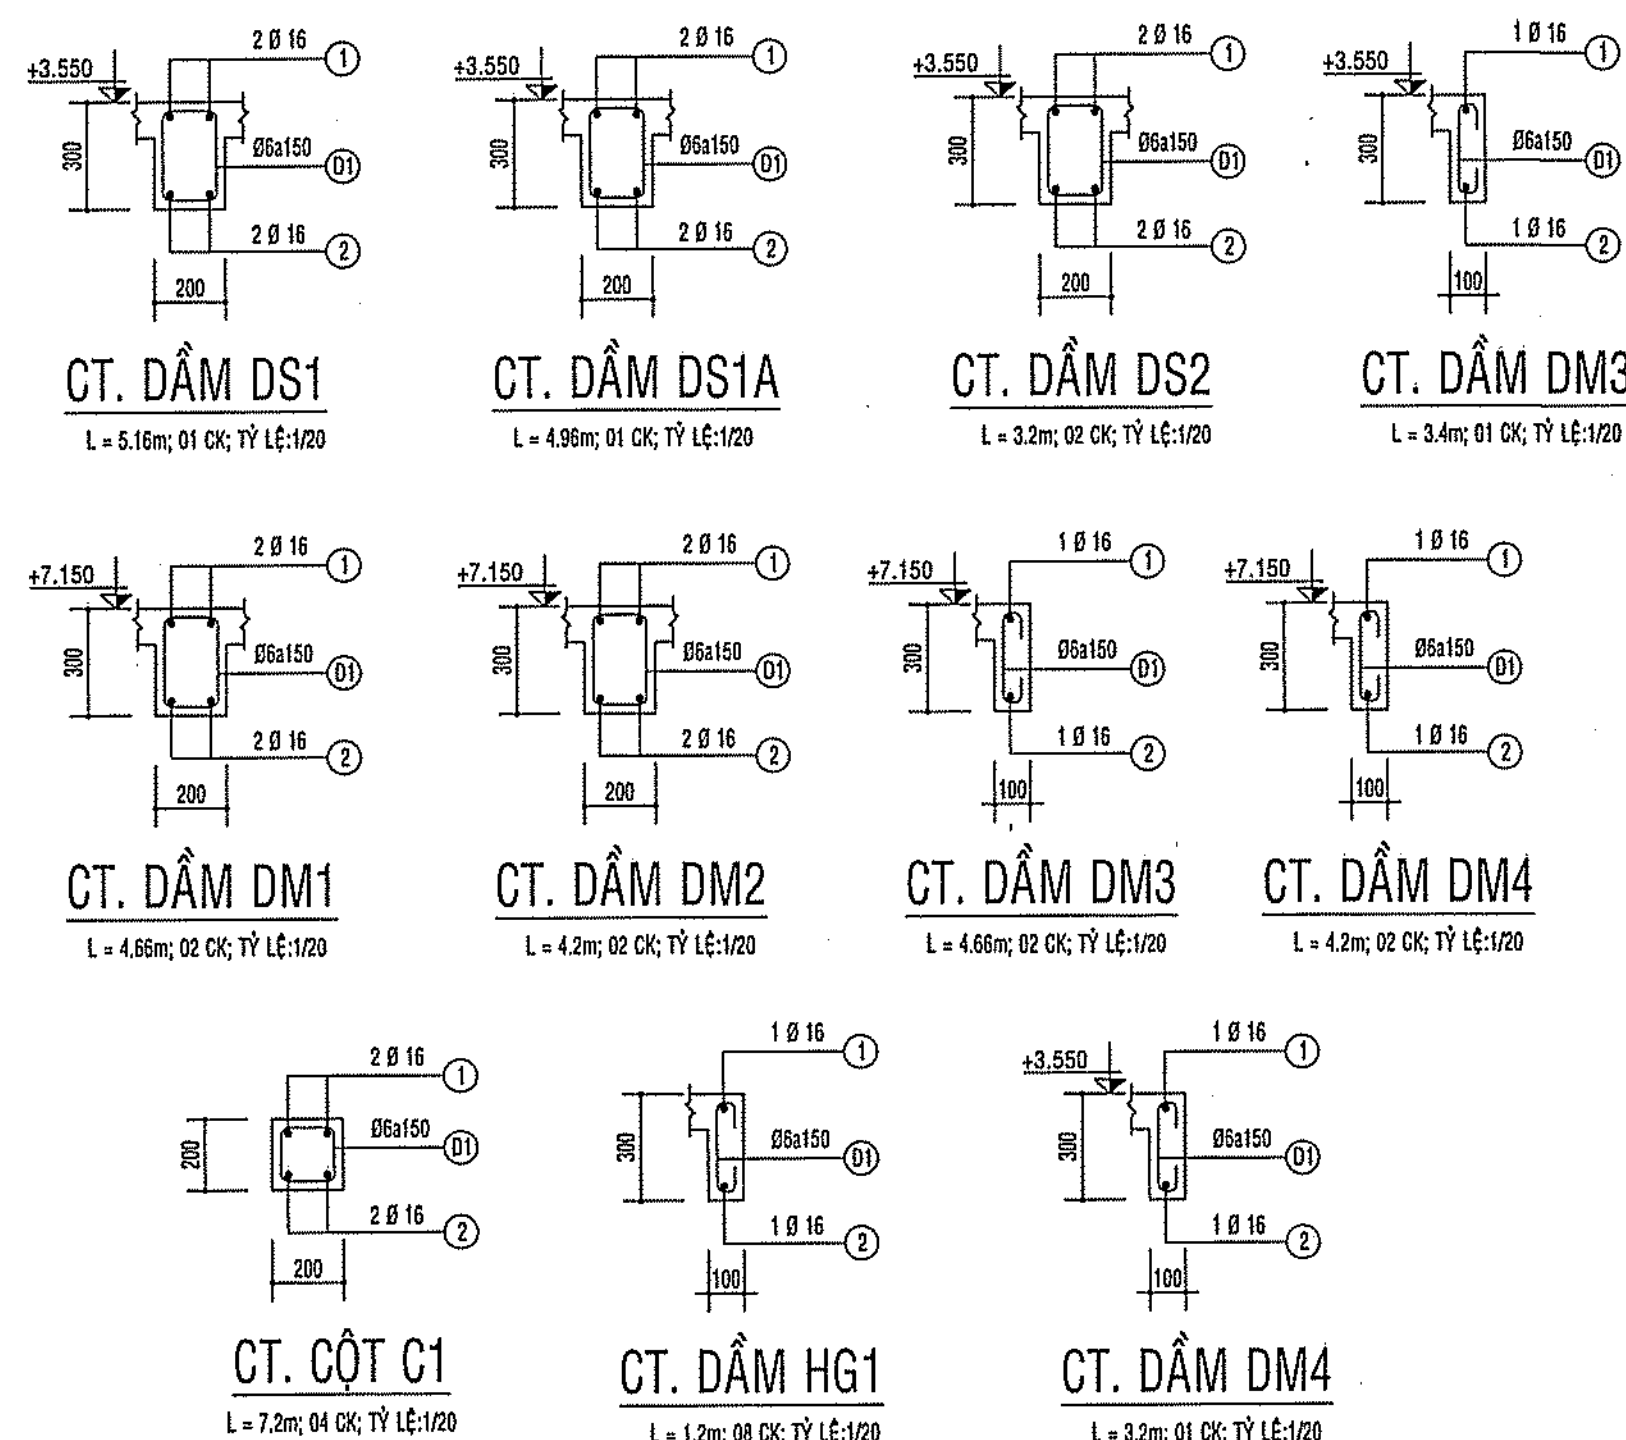 2 Ø 16
1
+3.550
300
Ø6a150
D1
2 Ø 16
2
200
CT. DẦM DS1
L = 5.16m; 01 CK; TỶ LỆ:1/20
2 Ø 16
1
+3.550
300
Ø6a150
D1
2 Ø 16
2
200
CT. DẦM DS1A
L = 4.96m; 01 CK; TỶ LỆ:1/20
2 Ø 16
1
+3.550
300
Ø6a150
D1
2 Ø 16
2
200
CT. DẦM DS2
L = 3.2m; 02 CK; TỶ LỆ:1/20
1 Ø 16
1
+3.550
300
Ø6a150
D1
1 Ø 16
2
100
CT. DẦM DM3
L = 3.4m; 01 CK; TỶ LỆ:1/20
2 Ø 16
1
+7.150
300
Ø6a150
D1
2 Ø 16
2
200
CT. DẦM DM1
L = 4.66m; 02 CK; TỶ LỆ:1/20
2 Ø 16
1
+7.150
300
Ø6a150
D1
2 Ø 16
2
200
CT. DẦM DM2
L = 4.2m; 02 CK; TỶ LỆ:1/20
1 Ø 16
1
+7.150
300
Ø6a150
D1
1 Ø 16
2
100
CT. DẦM DM3
L = 4.66m; 02 CK; TỶ LỆ:1/20
1 Ø 16
1
+7.150
300
Ø6a150
D1
1 Ø 16
2
100
CT. DẦM DM4
L = 4.2m; 02 CK; TỶ LỆ:1/20
2 Ø 16
1
200
Ø6a150
D1
2 Ø 16
2
200
CT. CỘT C1
L = 7.2m; 04 CK; TỶ LỆ:1/20
1 Ø 16
1
300
Ø6a150
D1
1 Ø 16
2
100
CT. DẦM HG1
L = 1.2m; 08 CK; TỶ LỆ:1/20
1 Ø 16
1
+3.550
300
Ø6a150
D1
1 Ø 16
2
100
CT. DẦM DM4
L = 3.2m; 01 CK; TỶ LỆ:1/20